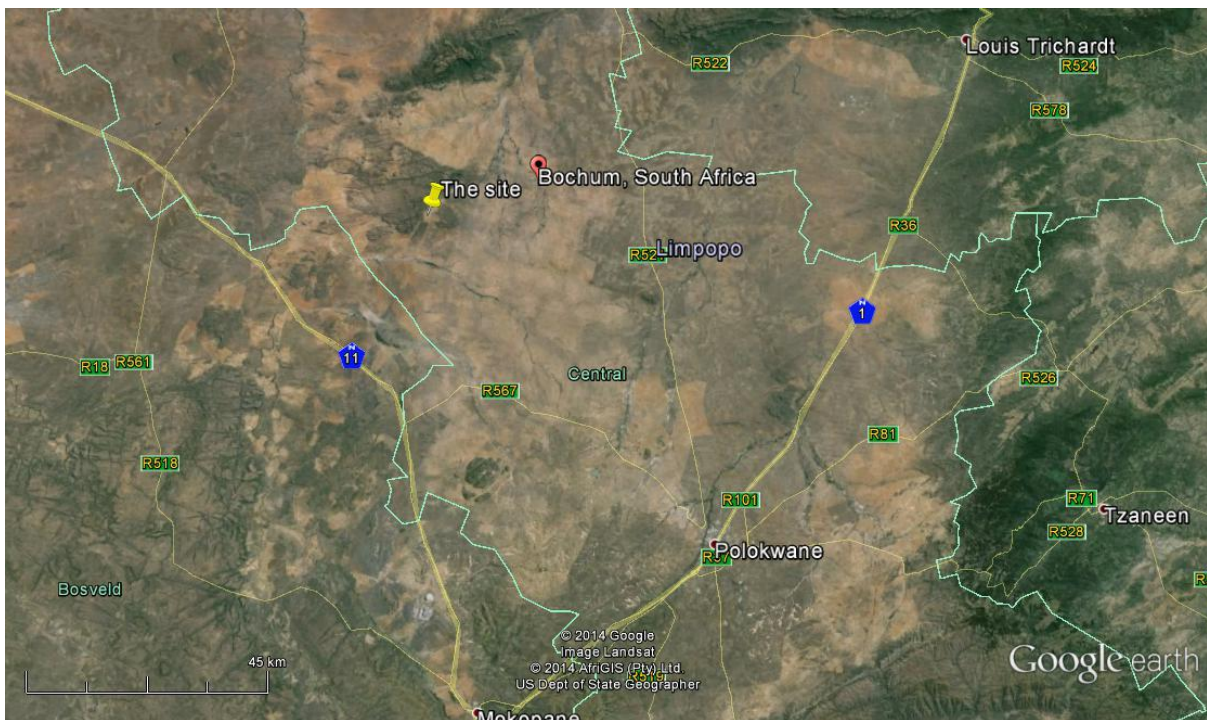 Louis Trichardt
R522
R524
R578
Bochum, South Africa
The site
R36
Limpopo
R521
N
1
N
11
R18
R561
Central
R567
R526
R81
R518
R101
R71
Tzaneen
R528
Polokwane
Bosveld
© 2014 Google
Image Landsat
© 2014 AfriGIS (Pty) Ltd.
US Dept of State Geographer
45 km
Google earth
R519
Mokopane